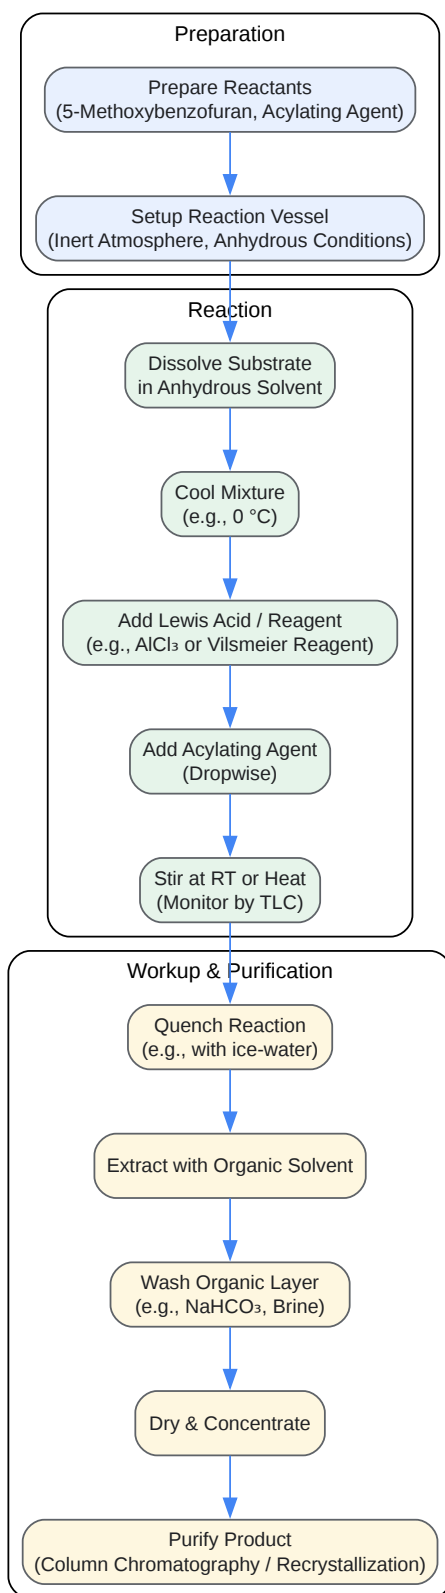 Preparation
Prepare Reactants
(5-Methoxybenzofuran, Acylating Agent)
Setup Reaction Vessel
(Inert Atmosphere, Anhydrous Conditions)
Reaction
Dissolve Substrate
in Anhydrous Solvent
Cool Mixture
(e.g., 0 °C)
Add Lewis Acid / Reagent
(e.g., AlCl₃ or Vilsmeier Reagent)
Add Acylating Agent
(Dropwise)
Stir at RT or Heat
(Monitor by TLC)
Workup & Purification
Quench Reaction
(e.g., with ice-water)
Extract with Organic Solvent
Wash Organic Layer
(e.g., NaHCO₃, Brine)
Dry & Concentrate
Purify Product
(Column Chromatography / Recrystallization)